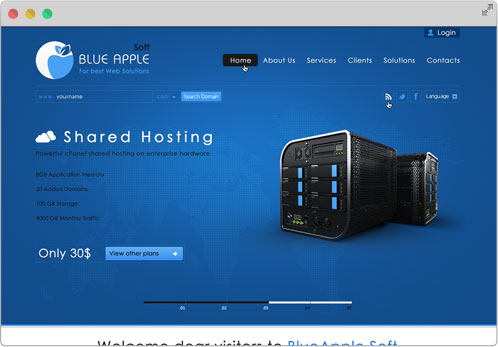 Login
Soft
BLUE APPLE
For best Web Solutions
Home About Us Services Clients Solutions Contacts
www. yourname .com Search Domain
Language
Shared Hosting
Powerful cPanel shared hosting on enterprise hardware.
8GB Application Memory
30 Addon Domains
100 GB Storage
4000 GB Monthly Traffic
Only 30$ View other plans
01 02 03 04 05
Welcome dear visitors to BlueApple Soft